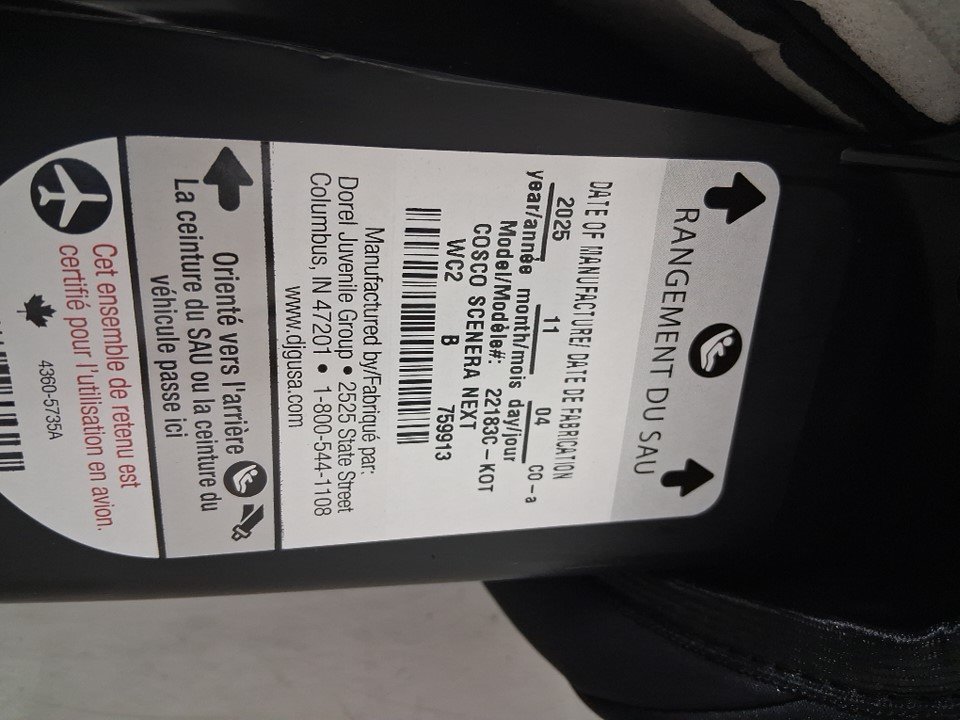 RANGEMENT DU SAU
DATE OF MANUFACTURE/ DATE DE FABRICATION
2025 11 04 CO-a
year/année month/mois day/jour
Model/Modèle#: 22183C-KOT
COSCO SCENERA NEXT
WC2 B 759913
Manufactured by/Fabriqué par:
Dorel Juvenile Group • 2525 State Street
Columbus, IN 47201 • 1-800-544-1108
www.djgusa.com
Orienté vers l'arrière
La ceinture du SAU ou la ceinture du
véhicule passe ici
Cet ensemble de retenu est
certifié pour l'utilisation en avion.
4360-5735A